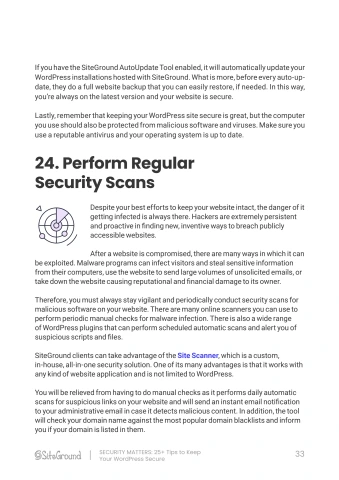 If you have the SiteGround AutoUpdate Tool enabled, it will automatically update your
WordPress installations hosted with SiteGround. What is more, before every auto-up-
date, they do a full website backup that you can easily restore, if needed. In this way,
you're always on the latest version and your website is secure.
Lastly, remember that keeping your WordPress site secure is great, but the computer
you use should also be protected from malicious software and viruses. Make sure you
use a reputable antivirus and your operating system is up to date.
24. Perform Regular
Security Scans
Despite your best efforts to keep your website intact, the danger of it
getting infected is always there. Hackers are extremely persistent
and proactive in finding new, inventive ways to breach publicly
accessible websites.
After a website is compromised, there are many ways in which it can
be exploited. Malware programs can infect visitors and steal sensitive information
from their computers, use the website to send large volumes of unsolicited emails, or
take down the website causing reputational and financial damage to its owner.
Therefore, you must always stay vigilant and periodically conduct security scans for
malicious software on your website. There are many online scanners you can use to
perform periodic manual checks for malware infection. There is also a wide range
of WordPress plugins that can perform scheduled automatic scans and alert you of
suspicious scripts and files.
SiteGround clients can take advantage of the Site Scanner, which is a custom,
in-house, all-in-one security solution. One of its many advantages is that it works with
any kind of website application and is not limited to WordPress.
You will be relieved from having to do manual checks as it performs daily automatic
scans for suspicious links on your website and will send an instant email notification
to your administrative email in case it detects malicious content. In addition, the tool
will check your domain name against the most popular domain blacklists and inform
you if your domain is listed in them.
SiteGround
SECURITY MATTERS: 25+ Tips to Keep
Your WordPress Secure
33